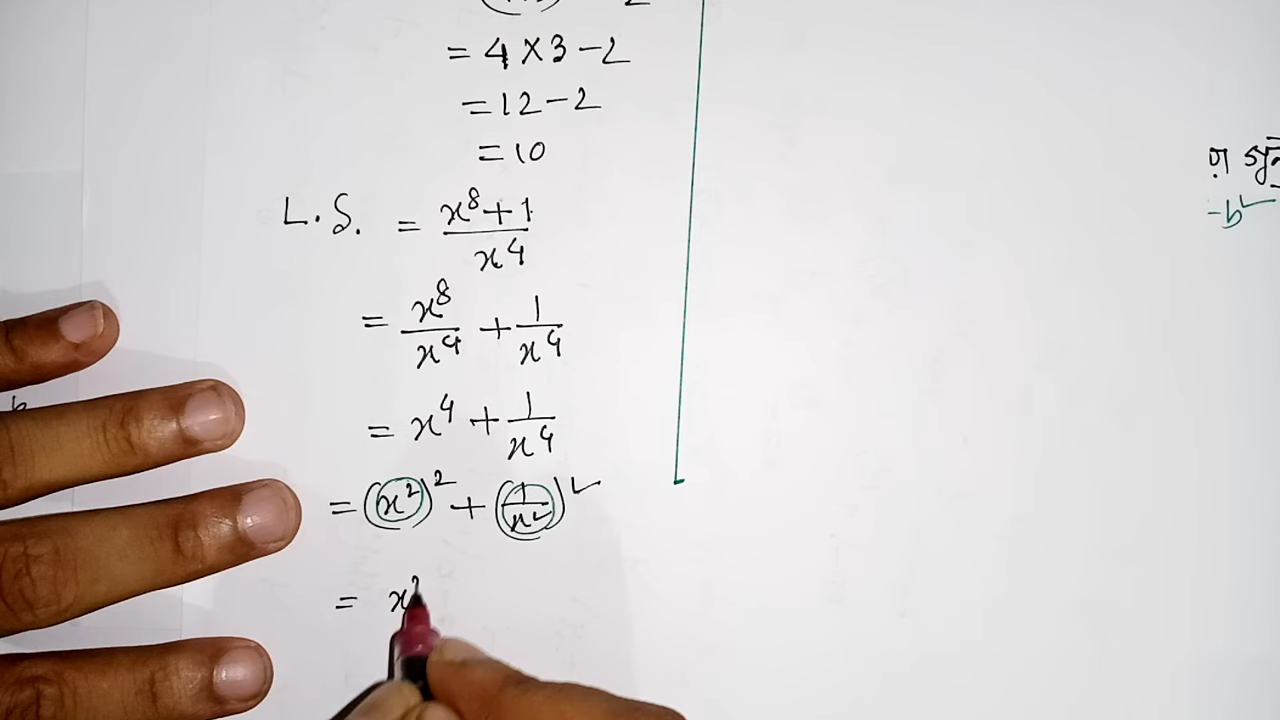 = 4 × 3 - 2
= 12 - 2
= 10
L.S. = x⁸+1 / x⁴
= x⁸/x⁴ + 1/x⁴
= x⁴ + 1/x⁴
= (x²)² + (1/x²)²
= x²
-b²